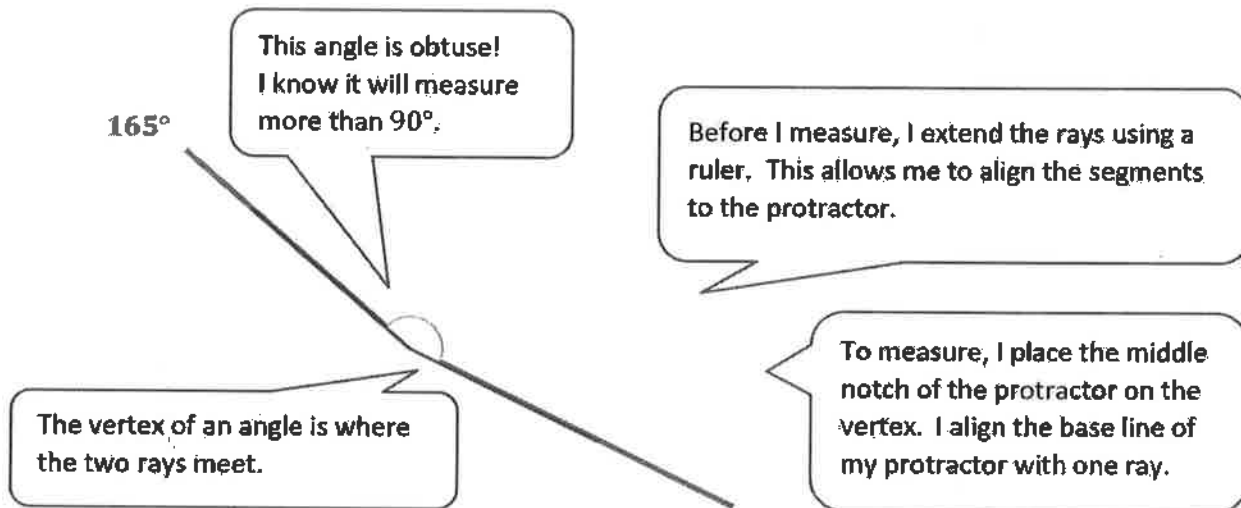 This angle is obtuse!
I know it will measure
more than 90°.
165°
Before I measure, I extend the rays using a
ruler. This allows me to align the segments
to the protractor.
To measure, I place the middle
notch of the protractor on the
vertex. I align the base line of
my protractor with one ray.
The vertex of an angle is where
the two rays meet.